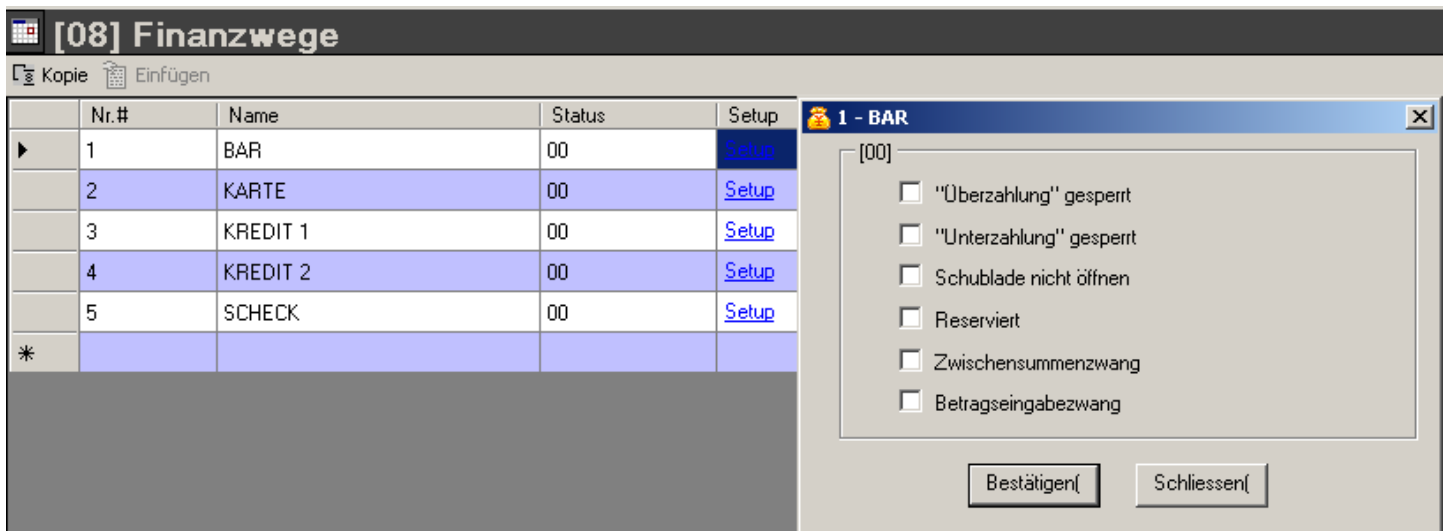 [08] Finanzwege
Kopie Einfügen
Nr.# Name Status Setup
1 BAR 00 Setup
2 KARTE 00 Setup
3 KREDIT 1 00 Setup
4 KREDIT 2 00 Setup
5 SCHECK 00 Setup
1 - BAR
[00]
"Überzahlung" gesperrt
"Unterzahlung" gesperrt
Schublade nicht öffnen
Reserviert
Zwischensummenzwang
Betragseingabezwang
Bestätigen( Schliessen(